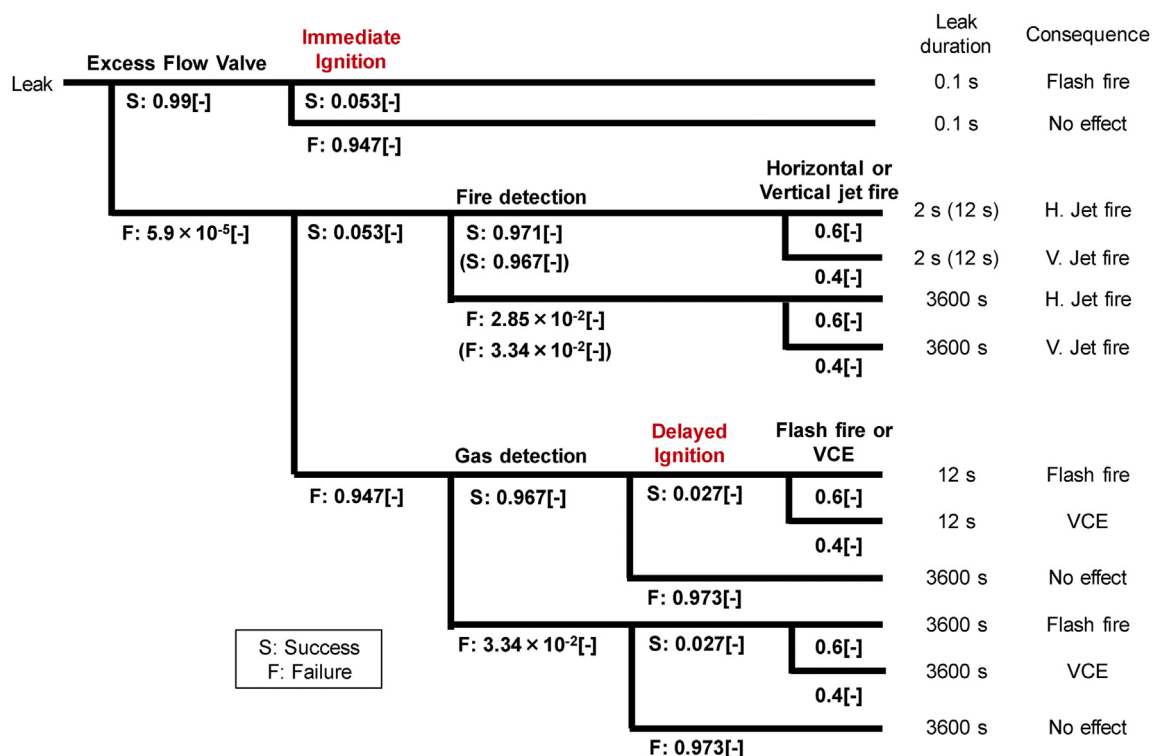 Leak duration
Consequence
Immediate Ignition
Excess Flow Valve
Leak
0.1 s
Flash fire
S: 0.99[-]
S: 0.053[-]
0.1 s
No effect
F: 0.947[-]
Horizontal or Vertical jet fire
Fire detection
2 s (12 s)
H. Jet fire
F: 5.9×10-5[-]
S: 0.053[-]
S: 0.971[-]
0.6[-]
(S: 0.967[-])
2 s (12 s)
V. Jet fire
0.4[-]
3600 s
H. Jet fire
F: 2.85×10-2[-]
0.6[-]
(F: 3.34×10-2[-])
3600 s
V. Jet fire
0.4[-]
Delayed Ignition
Flash fire or VCE
Gas detection
12 s
Flash fire
F: 0.947[-]
S: 0.967[-]
S: 0.027[-]
0.6[-]
12 s
VCE
0.4[-]
3600 s
No effect
F: 0.973[-]
3600 s
Flash fire
S: Success
F: Failure
F: 3.34×10-2[-]
S: 0.027[-]
0.6[-]
3600 s
VCE
0.4[-]
3600 s
No effect
F: 0.973[-]